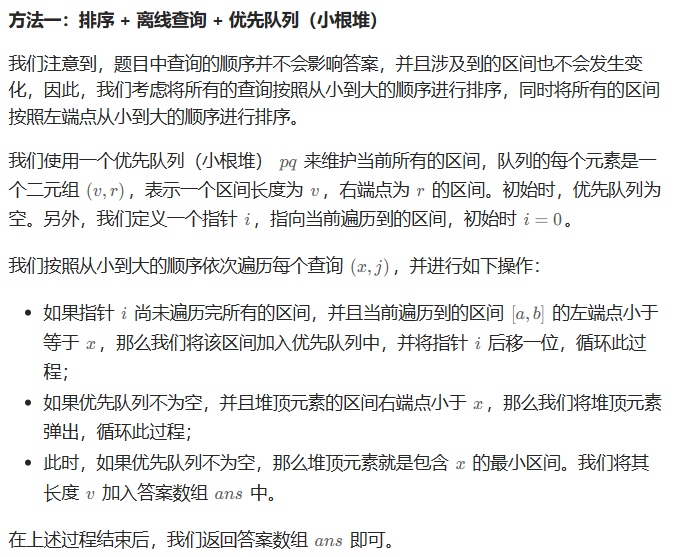 方法一：排序 + 离线查询 + 优先队列（小根堆）
我们注意到，题目中查询的顺序并不会影响答案，并且涉及到的区间也不会发生变
化，因此，我们考虑将所有的查询按照从小到大的顺序进行排序，同时将所有的区间
按照左端点从小到大的顺序进行排序。
我们使用一个优先队列（小根堆） pq 来维护当前所有的区间，队列的每个元素是一
个二元组 (v, r)，表示一个区间长度为 v，右端点为 r 的区间。初始时，优先队列为
空。另外，我们定义一个指针 i，指向当前遍历到的区间，初始时 i = 0。
我们按照从小到大的顺序依次遍历每个查询 (x, j)，并进行如下操作：
• 如果指针 i 尚未遍历完所有的区间，并且当前遍历到的区间 [a, b] 的左端点小于
等于 x，那么我们将该区间加入优先队列中，并将指针 i 后移一位，循环此过
程；
• 如果优先队列不为空，并且堆顶元素的区间右端点小于 x，那么我们将堆顶元素
弹出，循环此过程；
• 此时，如果优先队列不为空，那么堆顶元素就是包含 x 的最小区间。我们将其
长度 v 加入答案数组 ans 中。
在上述过程结束后，我们返回答案数组 ans 即可。